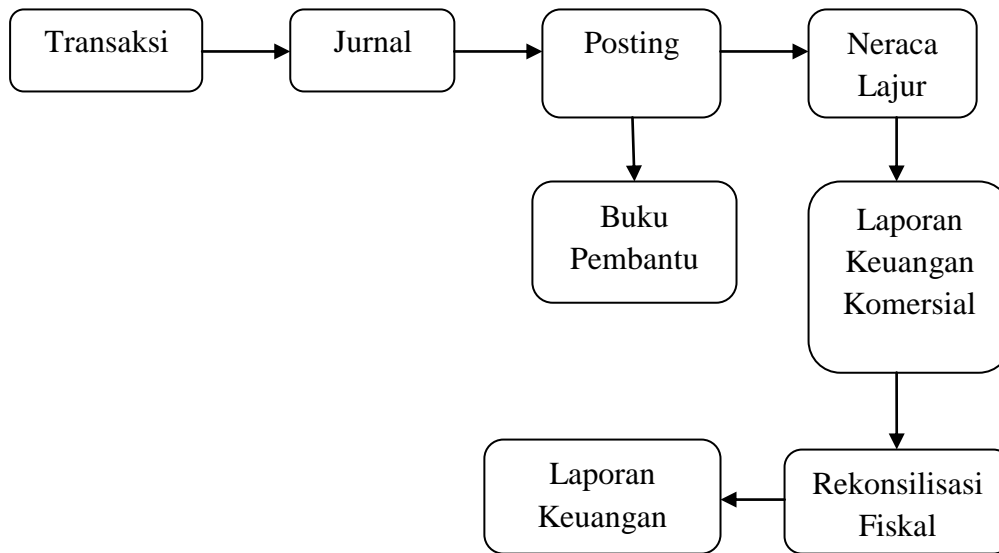 Transaksi
Jurnal
Posting
Neraca
Lajur
Buku
Pembantu
Laporan
Keuangan
Komersial
Laporan
Keuangan
Rekonsilisasi
Fiskal